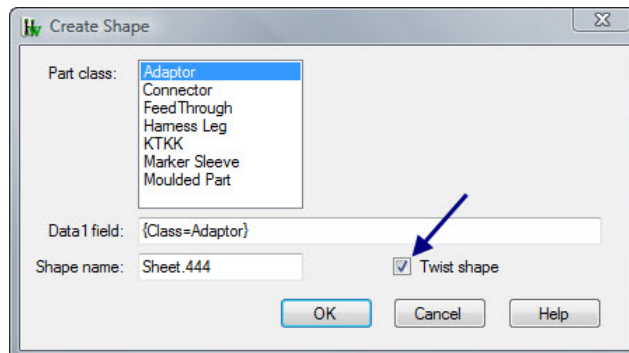 Create Shape
Part class:
Adaptor
Connector
FeedThrough
Harness Leg
KTKK
Marker Sleeve
Moulded Part
Data1 field: {Class=Adaptor}
Shape name: Sheet.444 Twist shape
OK Cancel Help